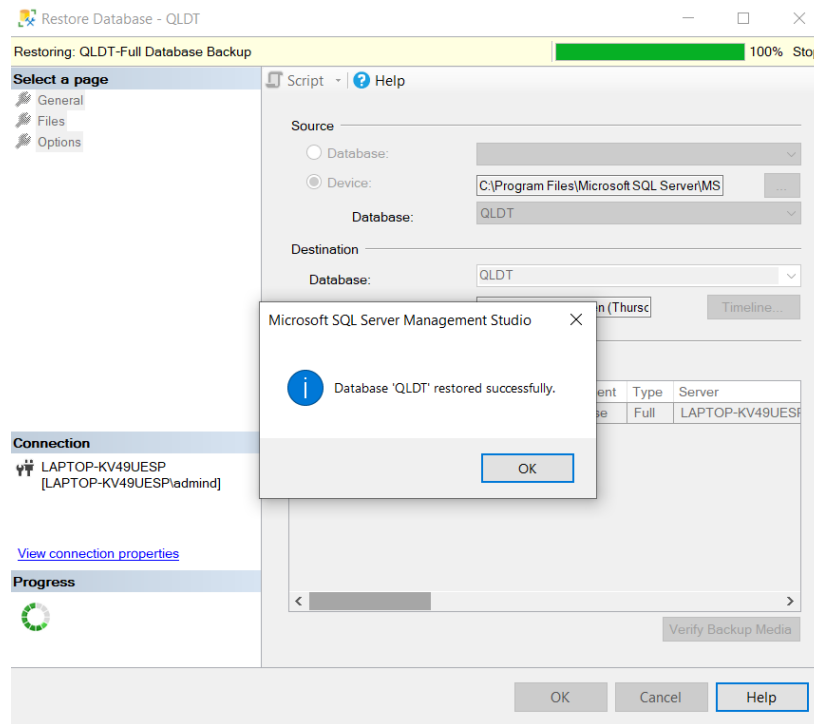 Restore Database - QLDT
Restoring: QLDT-Full Database Backup
100%
Select a page
General
Files
Options
Script
Help
Source
Database:
Device:
C:\Program Files\Microsoft SQL Server\MS
...
Database:
QLDT
Destination
Database:
QLDT
Timeline...
Microsoft SQL Server Management Studio
Database 'QLDT' restored successfully.
OK
Type
Server
Full
LAPTOP-KV49UESP
Connection
LAPTOP-KV49UESP
[LAPTOP-KV49UESP\admind]
View connection properties
Progress
Verify Backup Media
OK
Cancel
Help